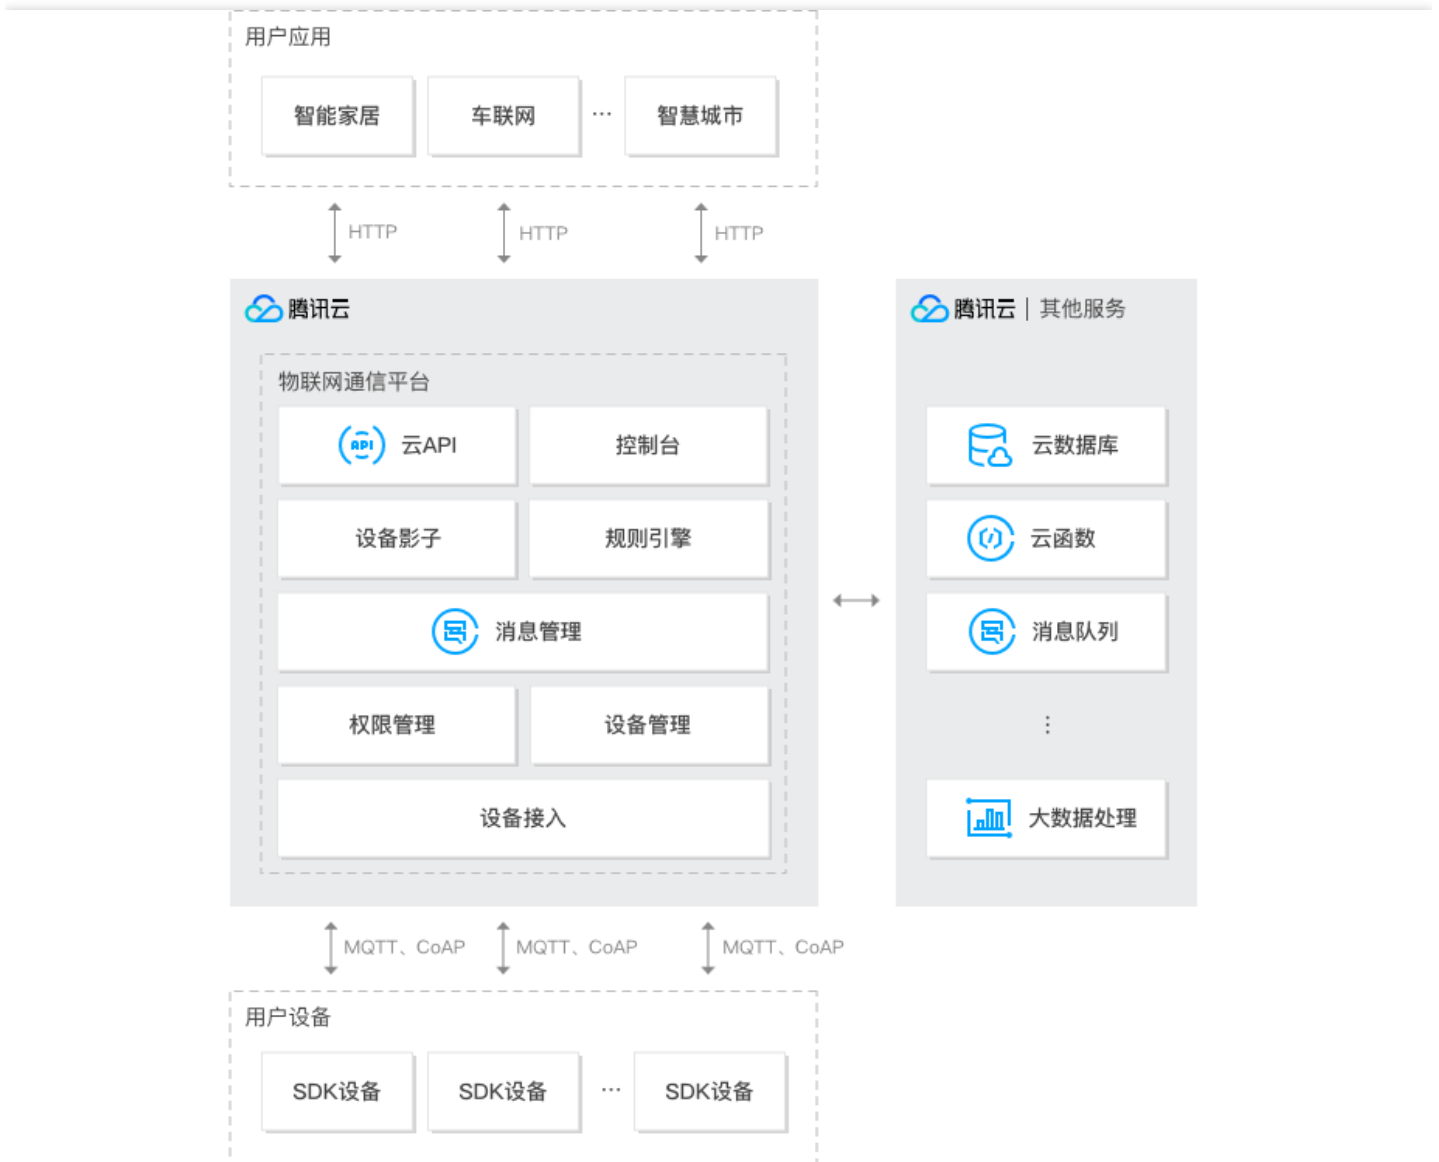 用户应用
智能家居 车联网 ... 智慧城市
HTTP HTTP HTTP
腾讯云
腾讯云 | 其他服务
物联网通信平台
云API 控制台
云数据库
设备影子 规则引擎
云函数
消息管理
消息队列
权限管理 设备管理
⋮
设备接入
大数据处理
MQTT、CoAP MQTT、CoAP MQTT、CoAP
用户设备
SDK设备 SDK设备 ... SDK设备